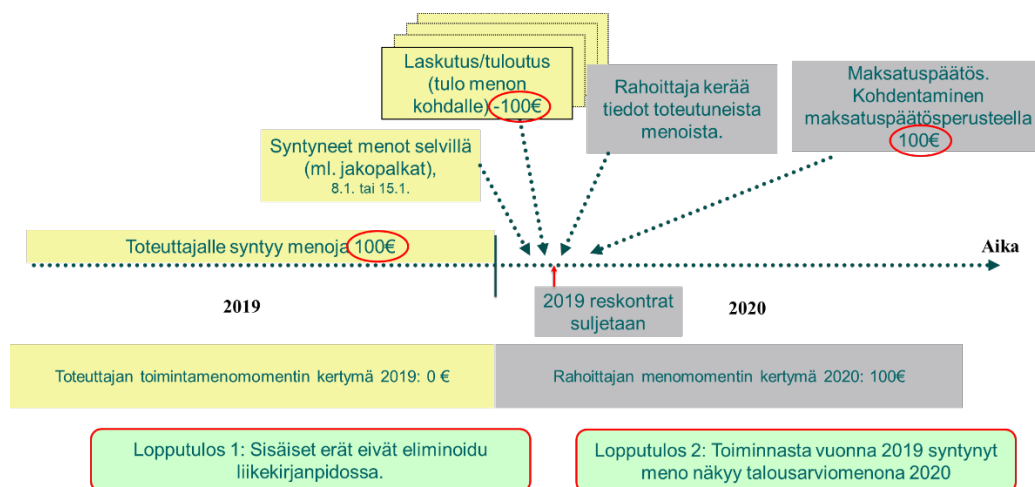 Laskutus/tuloutus
(tulo menon
kohdalle) -100€
Rahoittaja kerää
tiedot toteutuneista
menoista.
Maksatuspäätös.
Kohdentaminen
maksatuspäätösperusteella
100€
Syntyneet menot selvillä
(ml. jakopalkat),
8.1. tai 15.1.
Toteuttajalle syntyy menoja 100€
Aika
2019
2019 reskontrat
suljetaan
2020
Toteuttajan toimintamenomomentin kertymä 2019: 0 €
Rahoittajan menomomentin kertymä 2020: 100€
Lopputulos 1: Sisäiset erät eivät eliminoidu
liikekirjanpidossa.
Lopputulos 2: Toiminnasta vuonna 2019 syntynyt
meno näkyy talousarviomenona 2020